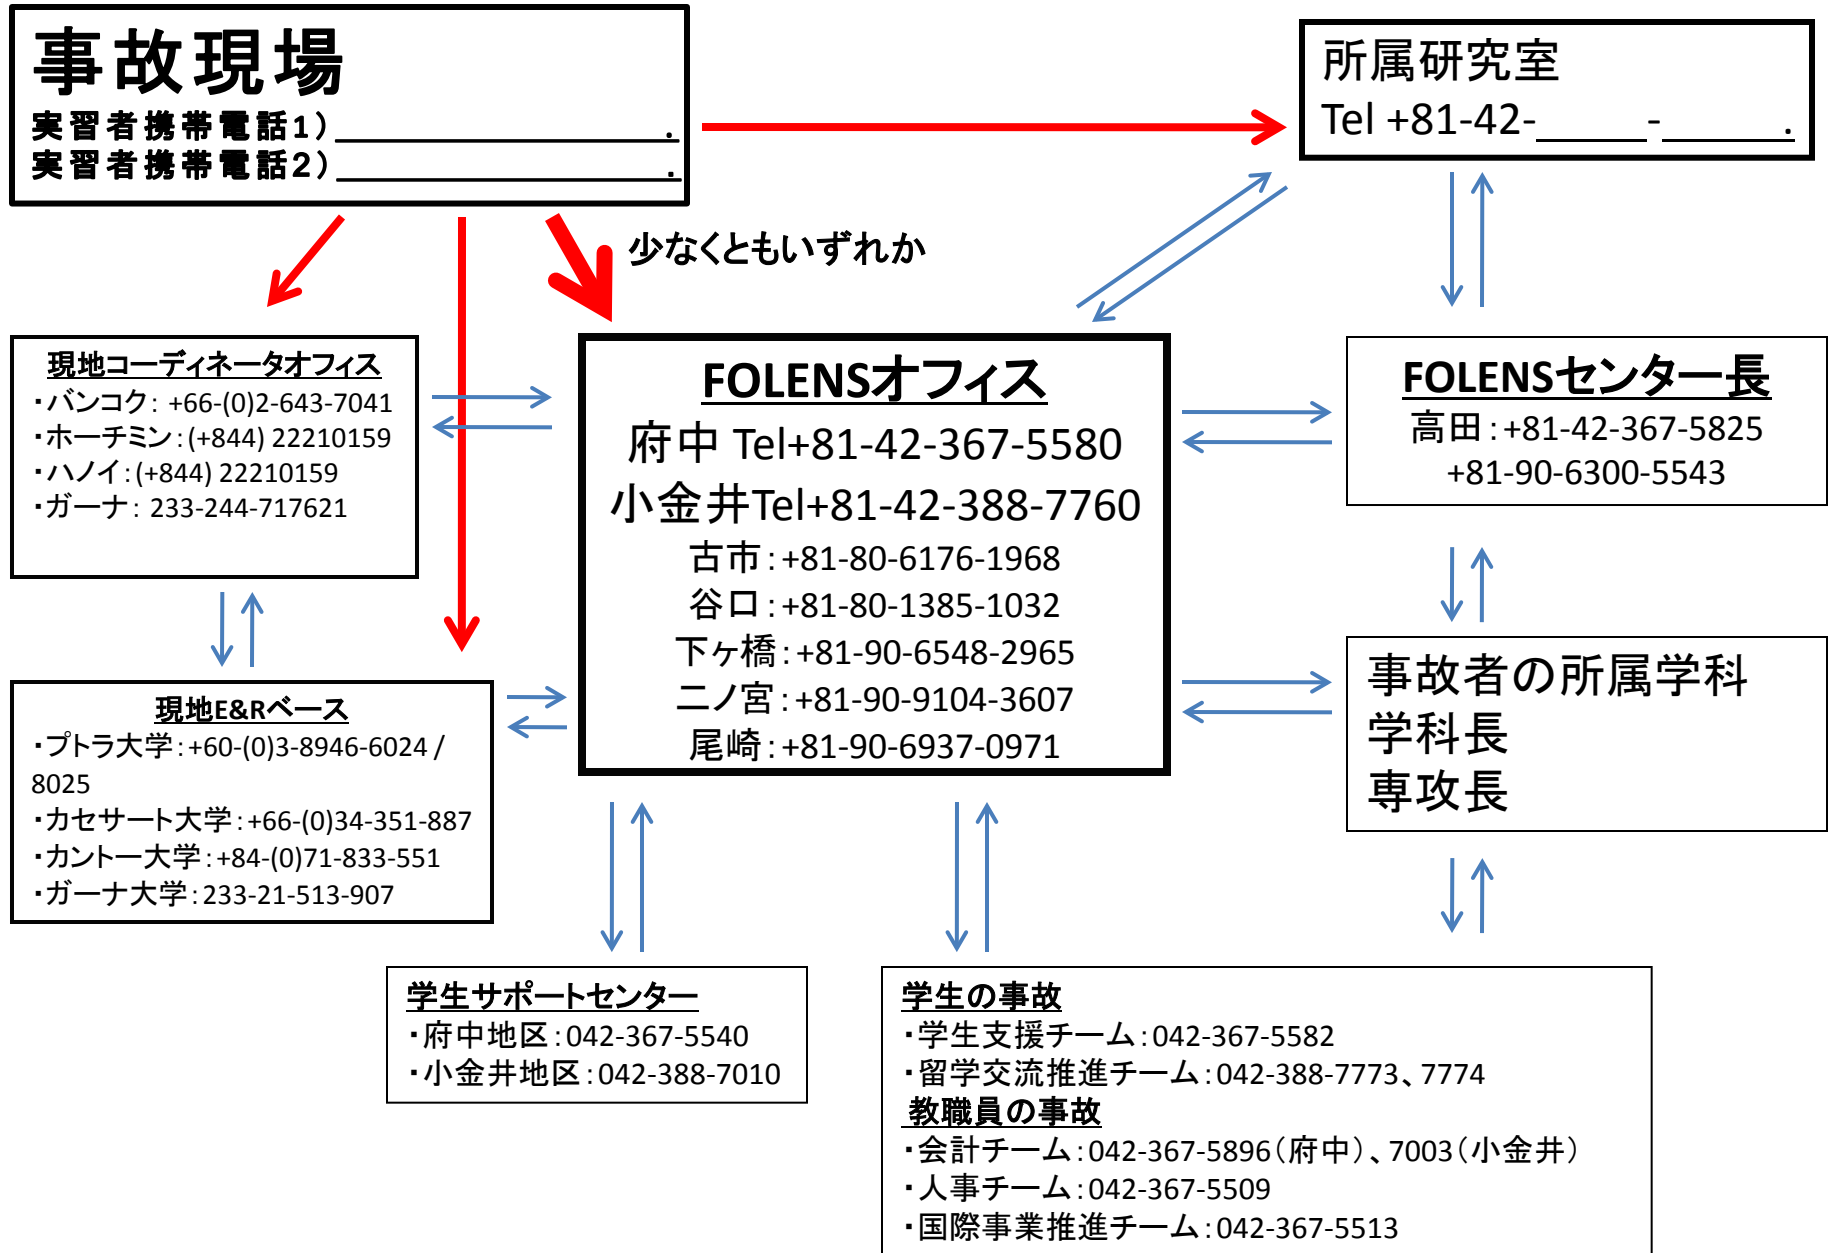 事故現場
実習者携帯電話1)____________.
実習者携帯電話2)____________.
所属研究室
Tel +81-42-_____-_____.
少なくともいずれか
現地コーディネータオフィス
・バンコク: +66-(0)2-643-7041
・ホーチミン:(+844) 22210159
・ハノイ:(+844) 22210159
・ガーナ: 233-244-717621
FOLENSオフィス
府中 Tel+81-42-367-5580
小金井Tel+81-42-388-7760
古市:+81-80-6176-1968
谷口:+81-80-1385-1032
下ヶ橋:+81-90-6548-2965
二ノ宮:+81-90-9104-3607
尾崎:+81-90-6937-0971
FOLENSセンター長
高田:+81-42-367-5825
+81-90-6300-5543
現地E&Rベース
・プトラ大学:+60-(0)3-8946-6024 /
8025
・カセサート大学:+66-(0)34-351-887
・カントー大学:+84-(0)71-833-551
・ガーナ大学:233-21-513-907
事故者の所属学科
学科長
専攻長
学生サポートセンター
・府中地区:042-367-5540
・小金井地区:042-388-7010
学生の事故
・学生支援チーム:042-367-5582
・留学交流推進チーム:042-388-7773、7774
教職員の事故
・会計チーム:042-367-5896(府中)、7003(小金井)
・人事チーム:042-367-5509
・国際事業推進チーム:042-367-5513